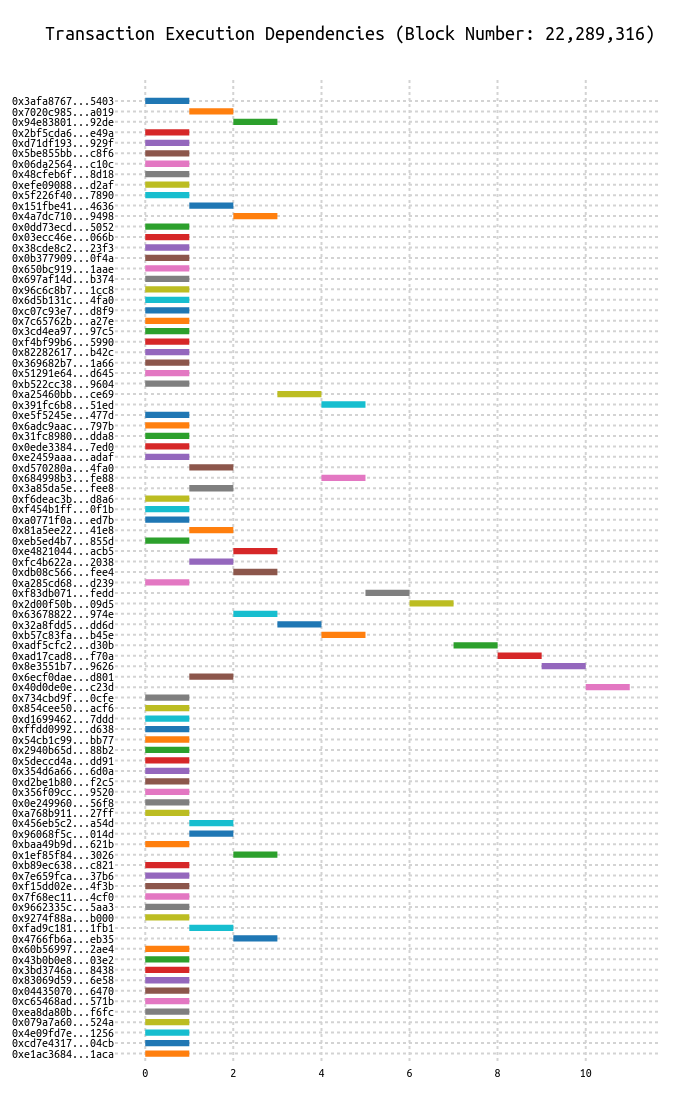 Transaction Execution Dependencies (Block Number: 22,289,316)
0x3afa8767...5403
0x7020c985...a019
0x94e83801...92de
0x2bf5cda6...e49a
0xd71df193...929f
0x5be855bb...c8f6
0x06da2564...c10c
0x48cfeb6f...8d18
0xefe09088...d2af
0x5f226f40...7890
0x151fbe41...4636
0x4a7dc710...9498
0x0dd73ecd...5052
0x03ecc46e...066b
0x38cde8c2...23f3
0x0b377909...0f4a
0x650bc919...1aae
0x697af14d...b374
0x96c6c8b7...1cc8
0x6d5b131c...4fa0
0xc07c93e7...d8f9
0x7c65762b...a27e
0x3cd4ea97...97c5
0xf4bf99b6...5990
0x82282617...b42c
0x369682b7...1a66
0x51291e64...d645
0xb522cc38...9604
0xa25460bb...ce69
0x391fc6b8...51ed
0xe5f5245e...477d
0x6adc9aac...797b
0x31fc8980...dda8
0x0ede3384...7ed0
0xe2459aaa...adaf
0xd570280a...4fa0
0x684998b3...fe88
0x3a85da5e...fee8
0xf6deac3b...d8a6
0xf454b1ff...0f1b
0xa0771f0a...ed7b
0x81a5ee22...41e8
0xeb5ed4b7...855d
0xe4821044...acb5
0xfc4b622a...2038
0xdb08c566...fee4
0xa285cd68...d239
0xf83db071...fedd
0x2d00f50b...09d5
0x63678822...974e
0x32a8fdd5...dd6d
0xb57c83fa...b45e
0xadf5cfc2...d30b
0xad17cad8...f70a
0x8e3551b7...9626
0x6ecf0dae...d801
0x40d0de0e...c23d
0x734cbd9f...0cfe
0x854cee50...acf6
0xd1699462...7ddd
0xffdd0992...d638
0x54cb1c99...bb77
0x2940b65d...88b2
0x5deccd4a...dd91
0x354d6a66...6d0a
0xd2be1b80...f2c5
0x356f09cc...9520
0x0e249960...56f8
0xa768b911...27ff
0x456eb5c2...a54d
0x96068f5c...014d
0xbaa49b9d...621b
0x1ef85f84...3026
0xb89ec638...c821
0x7e659fca...37b6
0xf15dd02e...4f3b
0x7f68ec11...4cf0
0x9662335c...5aa3
0x9274f88a...b000
0xfad9c181...1fb1
0x4766fb6a...eb35
0x60b56997...2ae4
0x43b0b0e8...03e2
0x3bd3746a...8438
0x83069d59...6e58
0x04435070...6470
0xc65468ad...571b
0xea8da80b...f6fc
0x079a7a60...524a
0x4e09fd7e...1256
0xcd7e4317...04cb
0xe1ac3684...1aca
0 2 4 6 8 10